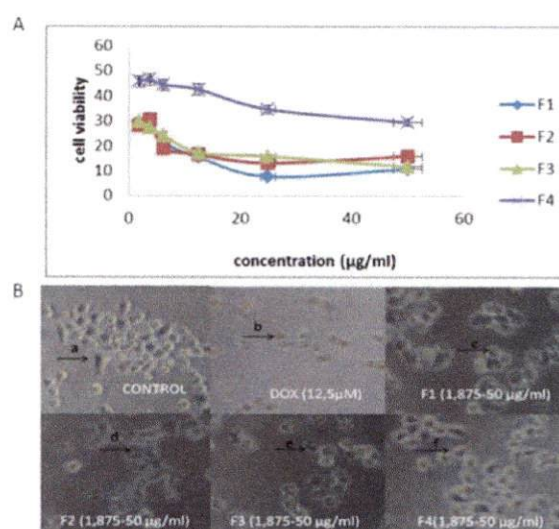 A
60
50
40
30
20
10
0
cell viability
0 20 40 60
concentration (µg/ml)
F1
F2
F3
F4
B
a
CONTROL
b
DOX (12,5µM)
c
F1 (1,875-50 µg/ml)
d
F2 (1,875-50 µg/ml)
e
F3 (1,875-50 µg/ml)
f
F4(1,875-50 µg/ml)